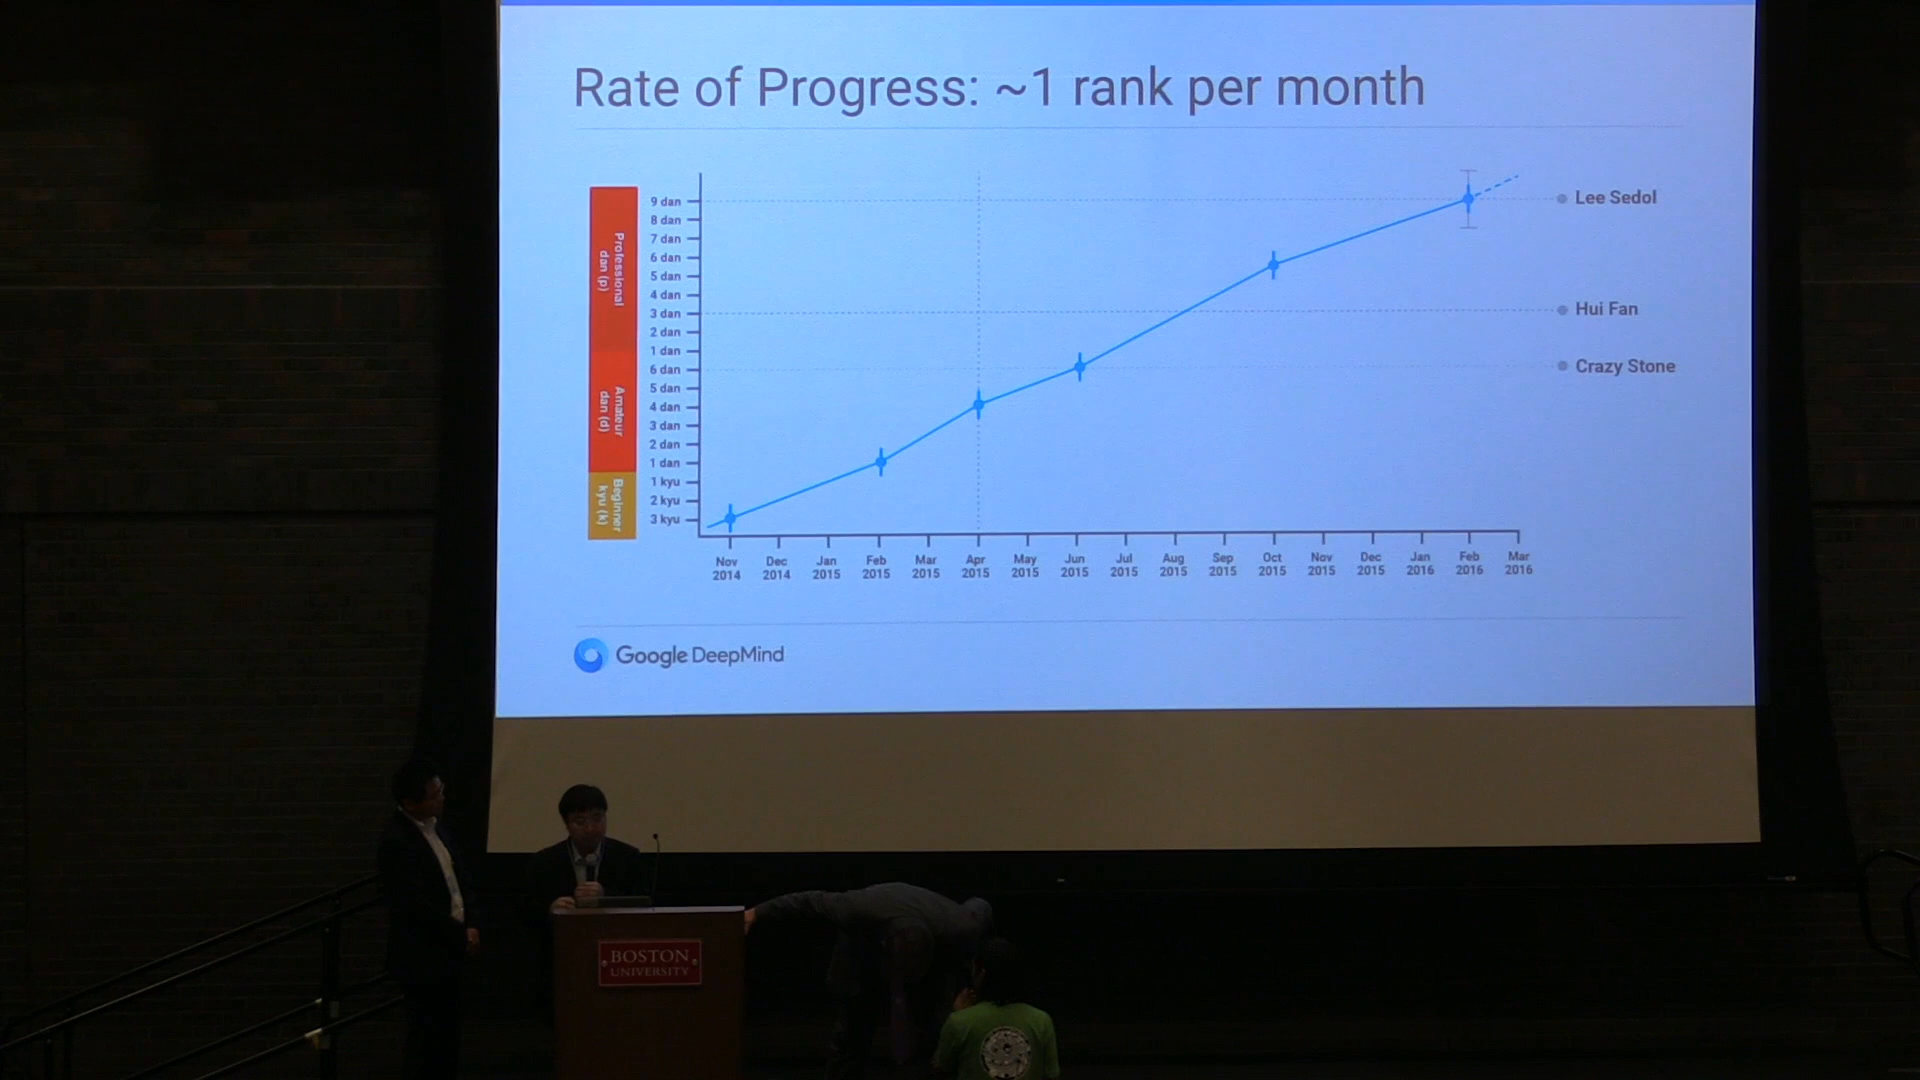 Rate of Progress: ~1 rank per month
Professional
dan (p)
Amateur
dan (d)
Beginner
kyu (k)
9 dan
8 dan
7 dan
6 dan
5 dan
4 dan
3 dan
2 dan
1 dan
6 dan
5 dan
4 dan
3 dan
2 dan
1 dan
1 kyu
2 kyu
3 kyu
Lee Sedol
Hui Fan
Crazy Stone
Nov Dec Jan Feb Mar Apr May Jun Jul Aug Sep Oct Nov Dec Jan Feb Mar
2014 2014 2015 2015 2015 2015 2015 2015 2015 2015 2015 2015 2015 2015 2016 2016 2016
Google DeepMind
BOSTON
UNIVERSITY